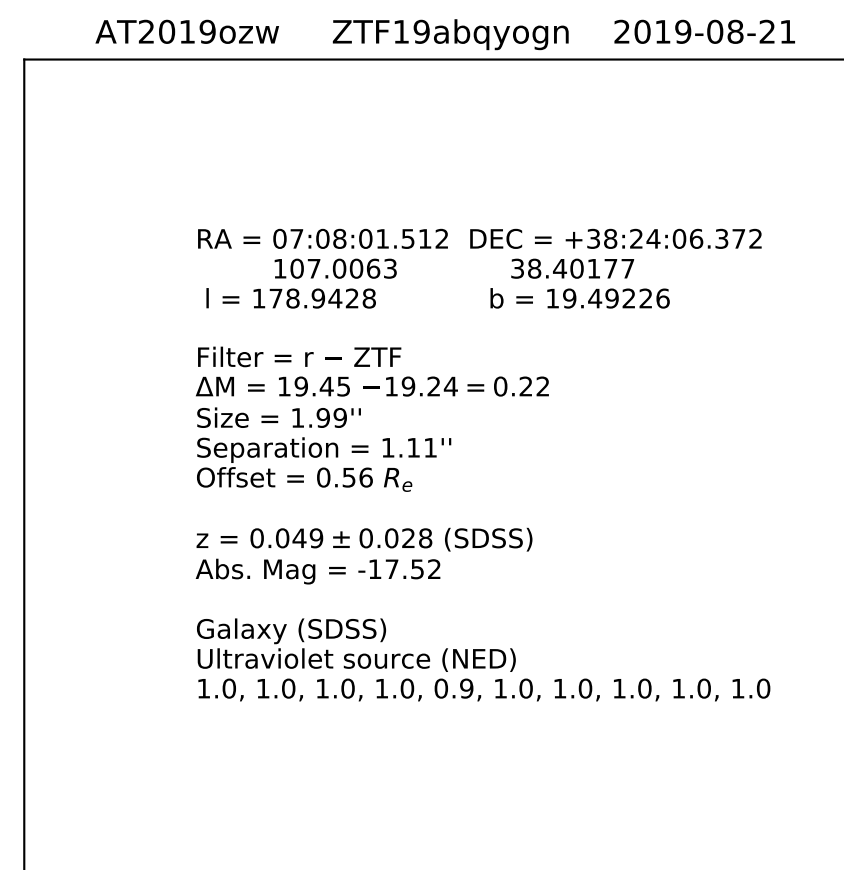 AT2019ozw ZTF19abqyogn 2019-08-21
RA = 07:08:01.512 DEC = +38:24:06.372
107.0063 38.40177
l = 178.9428 b = 19.49226
Filter = r − ZTF
ΔM = 19.45 −19.24 = 0.22
Size = 1.99''
Separation = 1.11''
Offset = 0.56 Re
z = 0.049 ± 0.028 (SDSS)
Abs. Mag = -17.52
Galaxy (SDSS)
Ultraviolet source (NED)
1.0, 1.0, 1.0, 1.0, 0.9, 1.0, 1.0, 1.0, 1.0, 1.0